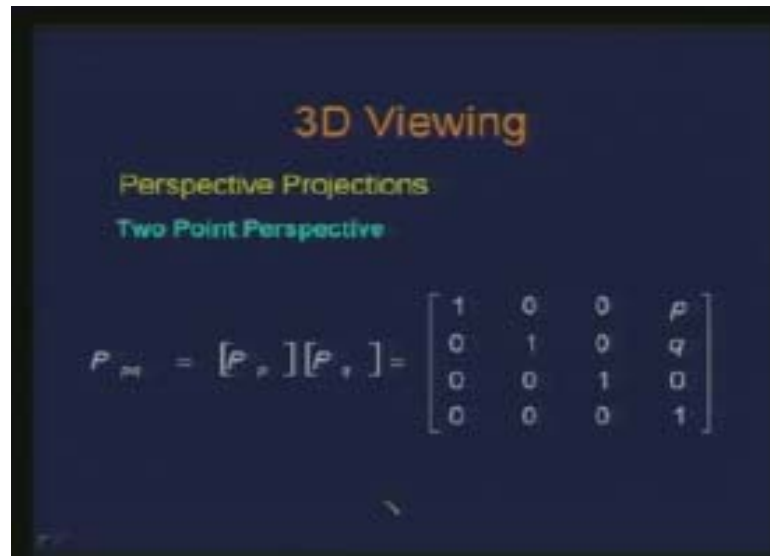 3D Viewing
Perspective Projections
Two Point Perspective
P pq = [P p ][P q ] =
1 0 0 p
0 1 0 q
0 0 1 0
0 0 0 1